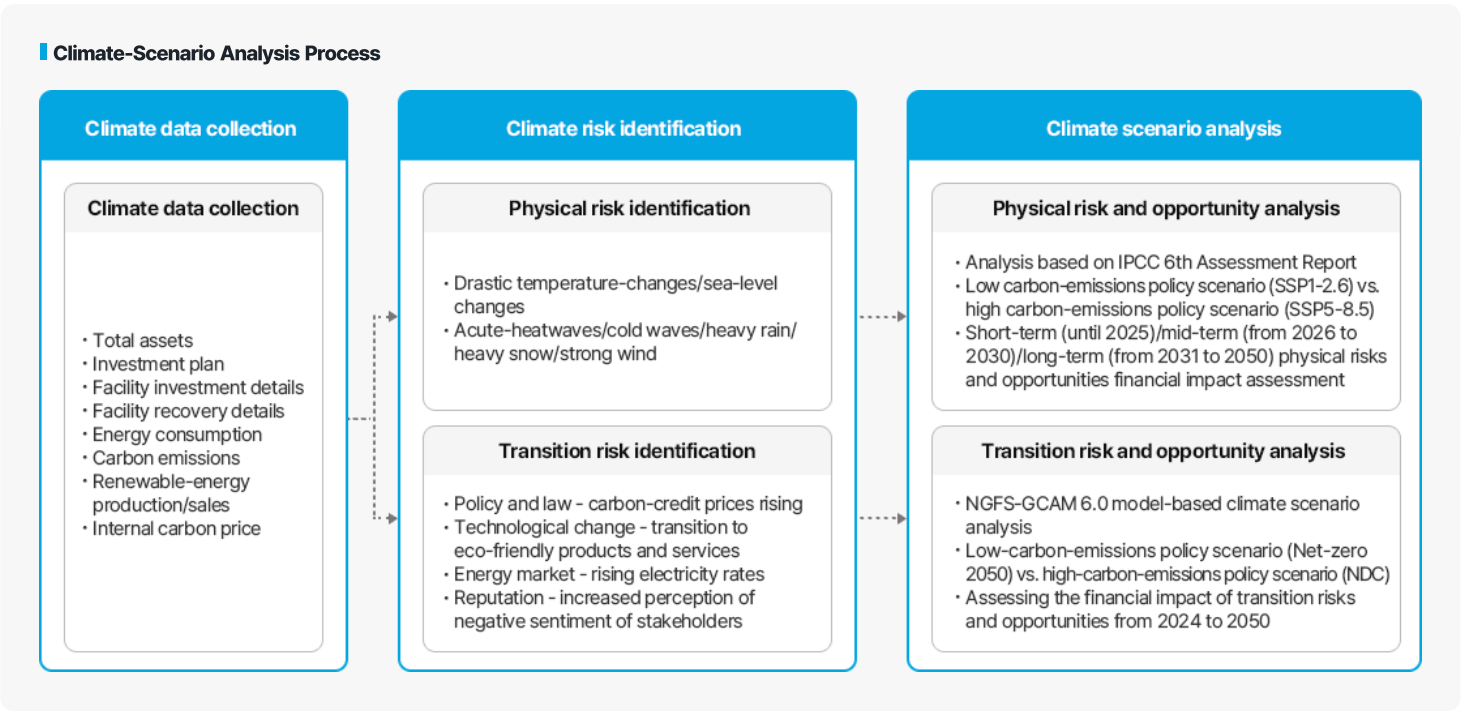 Climate-Scenario Analysis Process
Climate data collection
Climate data collection
· Total assets
· Investment plan
· Facility investment details
· Facility recovery details
· Energy consumption
· Carbon emissions
· Renewable-energy
production/sales
· Internal carbon price
Climate risk identification
Physical risk identification
· Drastic temperature-changes/sea-level
changes
· Acute-heatwaves/cold waves/heavy rain/
heavy snow/strong wind
Transition risk identification
· Policy and law - carbon-credit prices rising
· Technological change - transition to
eco-friendly products and services
· Energy market - rising electricity rates
· Reputation - increased perception of
negative sentiment of stakeholders
Climate scenario analysis
Physical risk and opportunity analysis
· Analysis based on IPCC 6th Assessment Report
· Low carbon-emissions policy scenario (SSP1-2.6) vs.
high carbon-emissions policy scenario (SSP5-8.5)
· Short-term (until 2025)/mid-term (from 2026 to
2030)/long-term (from 2031 to 2050) physical risks
and opportunities financial impact assessment
Transition risk and opportunity analysis
· NGFS-GCAM 6.0 model-based climate scenario
analysis
· Low-carbon-emissions policy scenario (Net-zero
2050) vs. high-carbon-emissions policy scenario (NDC)
· Assessing the financial impact of transition risks
and opportunities from 2024 to 2050